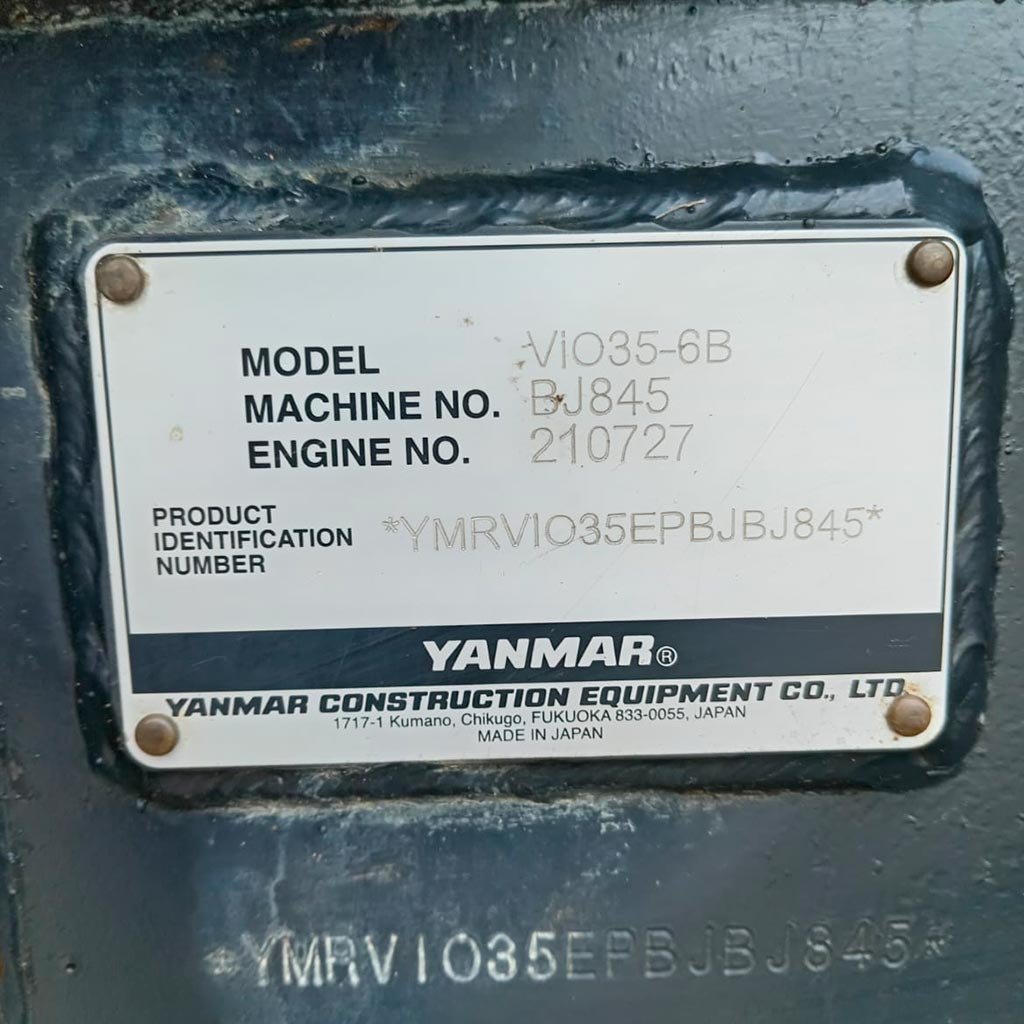 MODEL ViO35-6B
MACHINE NO. BJ845
ENGINE NO. 210727
PRODUCT
IDENTIFICATION
NUMBER
*YMRVIO35EPBJBJ845*
YANMAR®
YANMAR CONSTRUCTION EQUIPMENT CO., LTD.
1717-1 Kumano, Chikugo, FUKUOKA 833-0055, JAPAN
MADE IN JAPAN
*YMRVIO35EPBJBJ845*